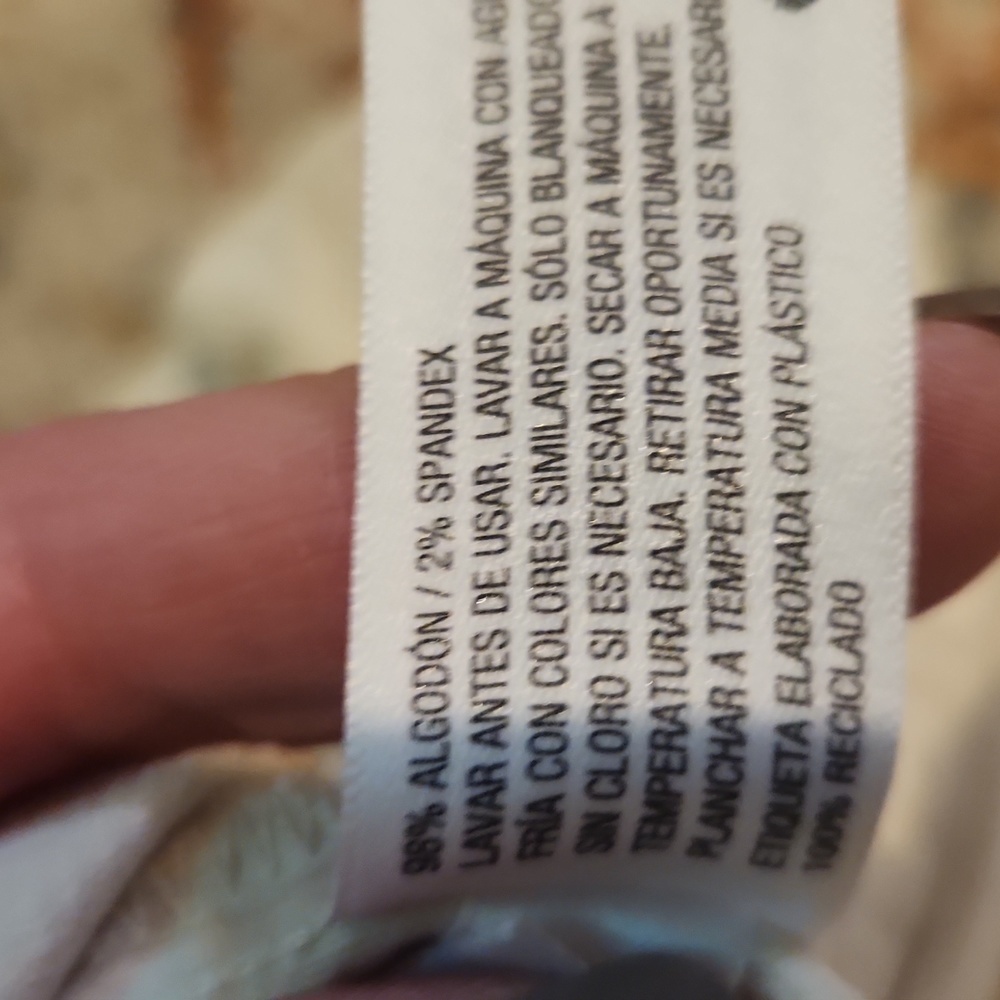 98% ALGODÓN / 2% SPANDEX
LAVAR ANTES DE USAR. LAVAR A MÁQUINA CON
FRÍA CON COLORES SIMILARES. SÓLO BLANQUEADO
SIN CLORO SI ES NECESARIO. SECAR A MÁQUINA A
TEMPERATURA BAJA. RETIRAR OPORTUNAMENTE.
PLANCHAR A TEMPERATURA MEDIA SI ES NECESAR
ETIQUETA ELABORADA CON PLÁSTICO
100% RECICLADO